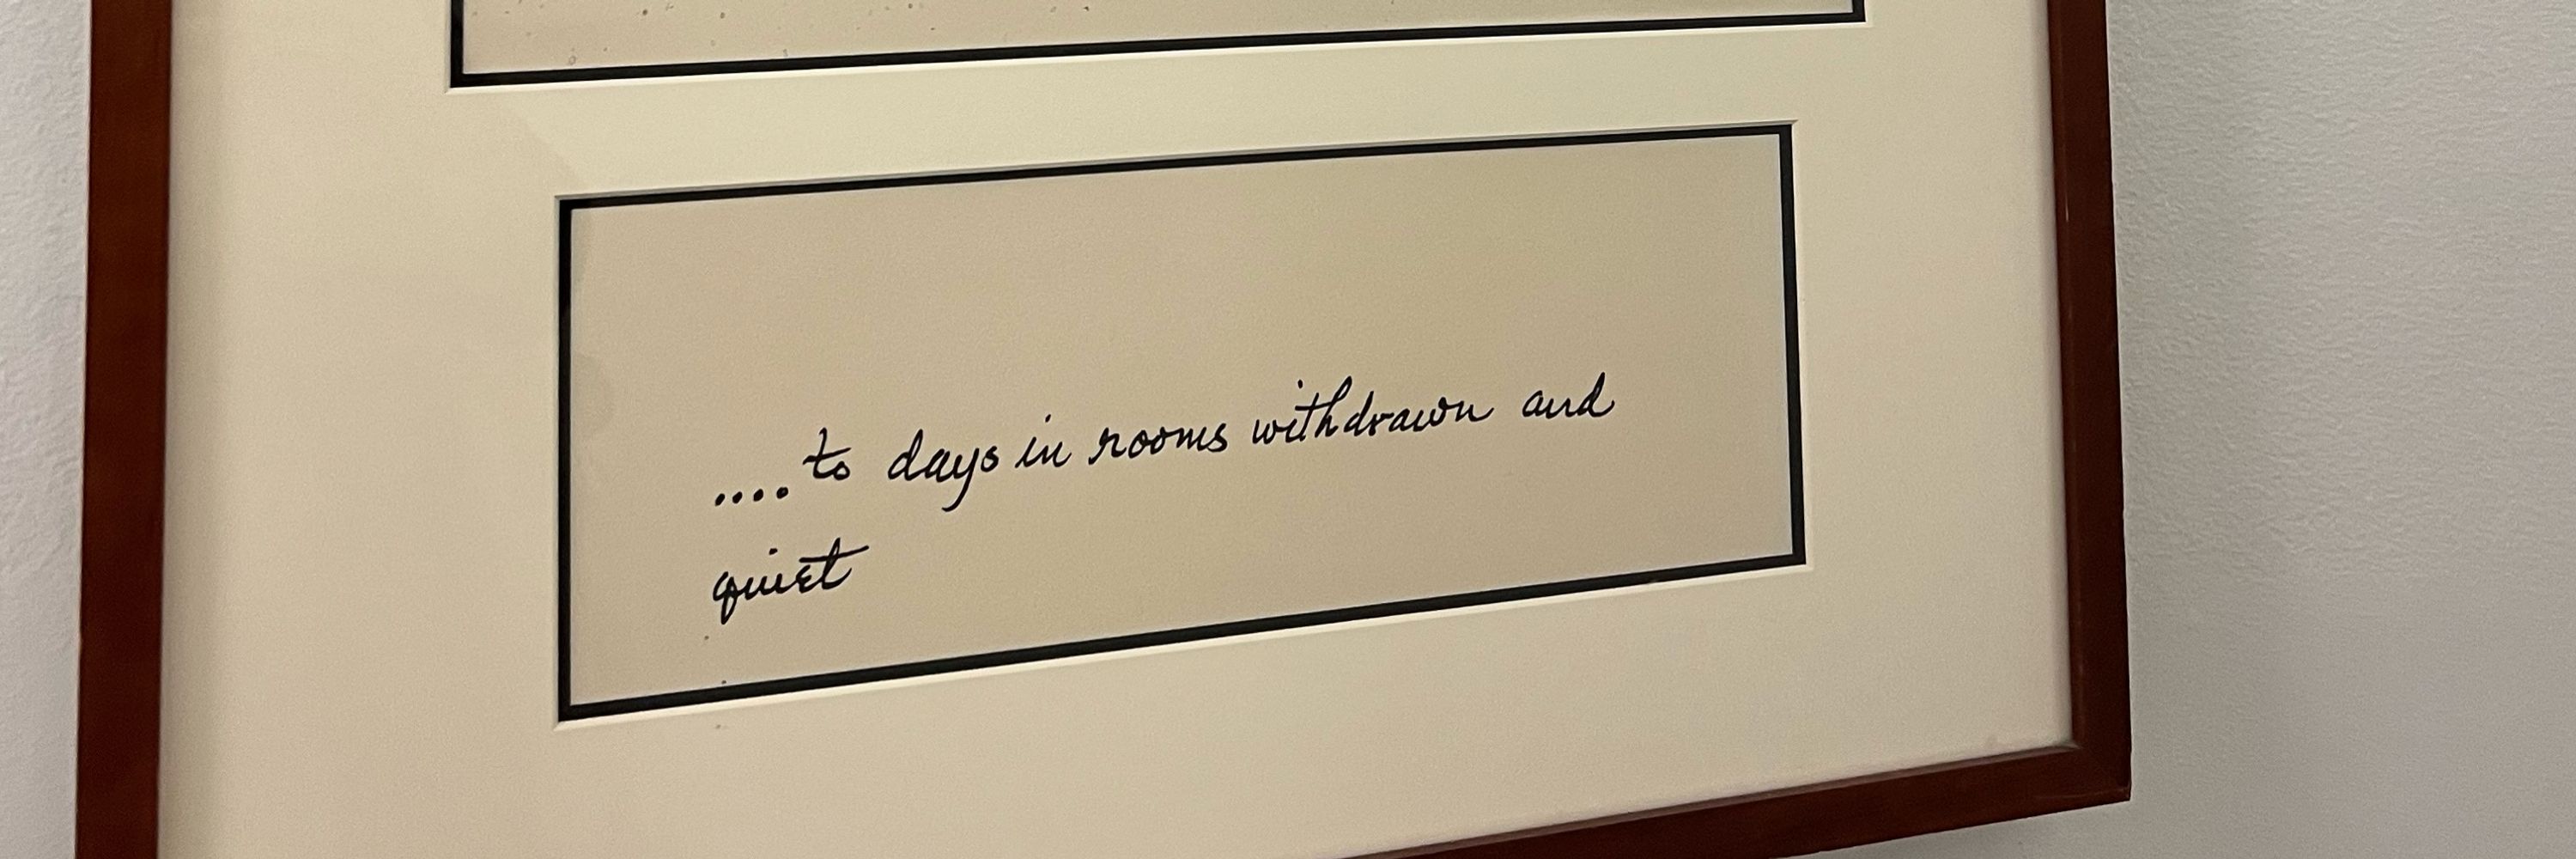 ....to days in rooms withdrawn and
quiet